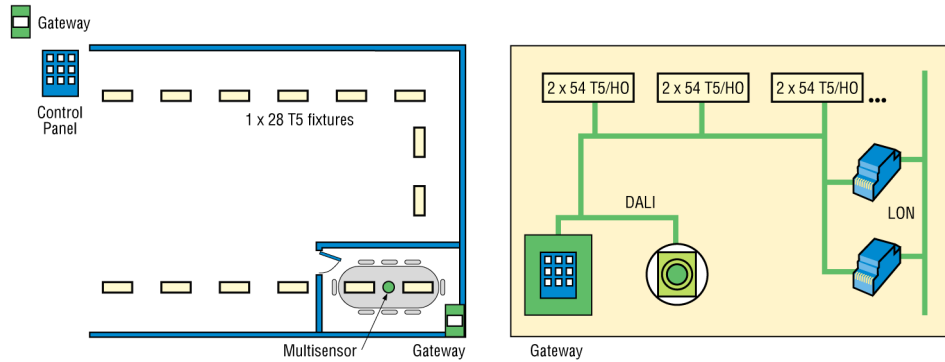 Gateway
Control
Panel
1 x 28 T5 fixtures
Multisensor
Gateway
2 x 54 T5/HO
2 x 54 T5/HO
2 x 54 T5/HO ...
DALI
LON
Gateway